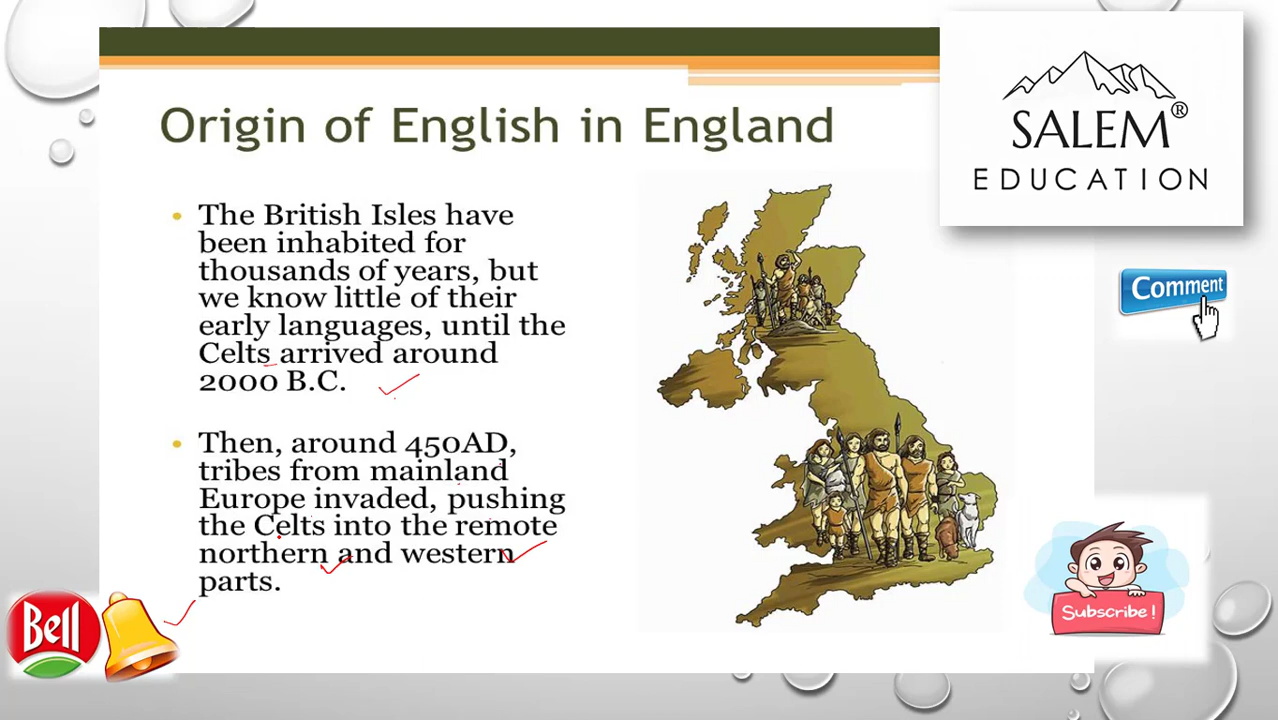 Origin of English in England
SALEM®
EDUCATION
• The British Isles have
been inhabited for
thousands of years, but
we know little of their
early languages, until the
Celts arrived around
2000 B.C.
• Then, around 450AD,
tribes from mainland
Europe invaded, pushing
the Celts into the remote
northern and western
parts.
Comment
Bell
Subscribe!